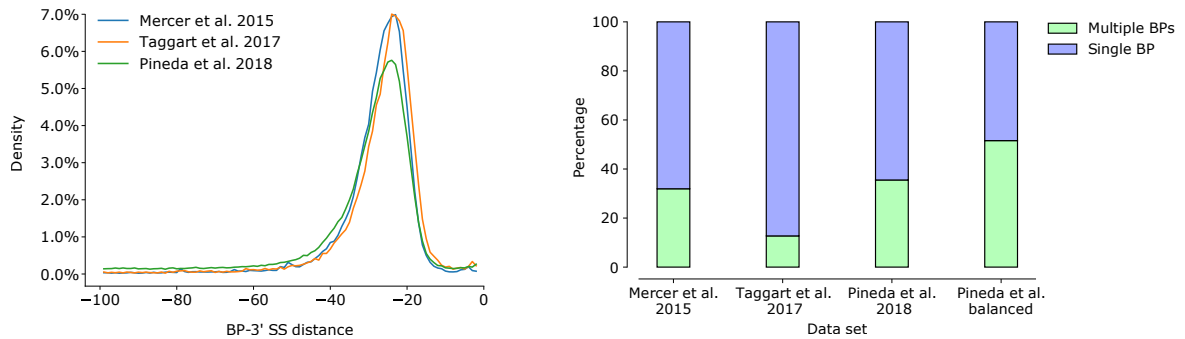 7.0%
6.0%
5.0%
4.0%
3.0%
2.0%
1.0%
0.0%
Density
Mercer et al. 2015
Taggart et al. 2017
Pineda et al. 2018
−100
−80
−60
−40
−20
0
BP-3' SS distance
100
80
60
40
20
0
Percentage
Multiple BPs
Single BP
Mercer et al.
2015
Taggart et al.
2017
Pineda et al.
2018
Pineda et al.
balanced
Data set